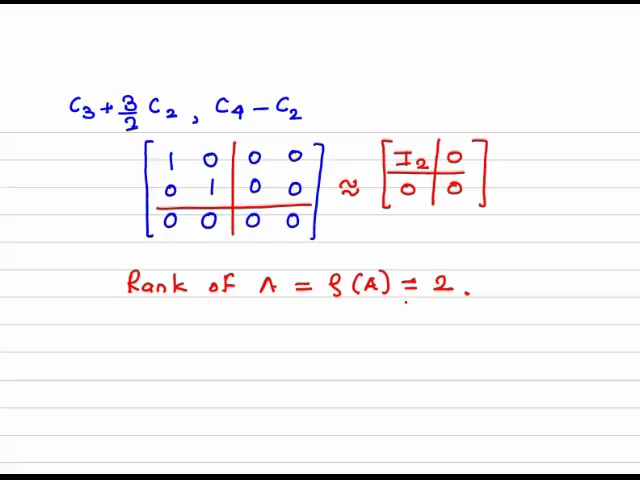 C₃ + 3/2 C₂ , C₄ − C₂
[ 1 0 | 0 0 ] [ I₂ | 0 ]
[ 0 1 | 0 0 ] ≈ [ 0 | 0 ]
[ 0 0 | 0 0 ]
Rank of A = ρ(A) = 2.